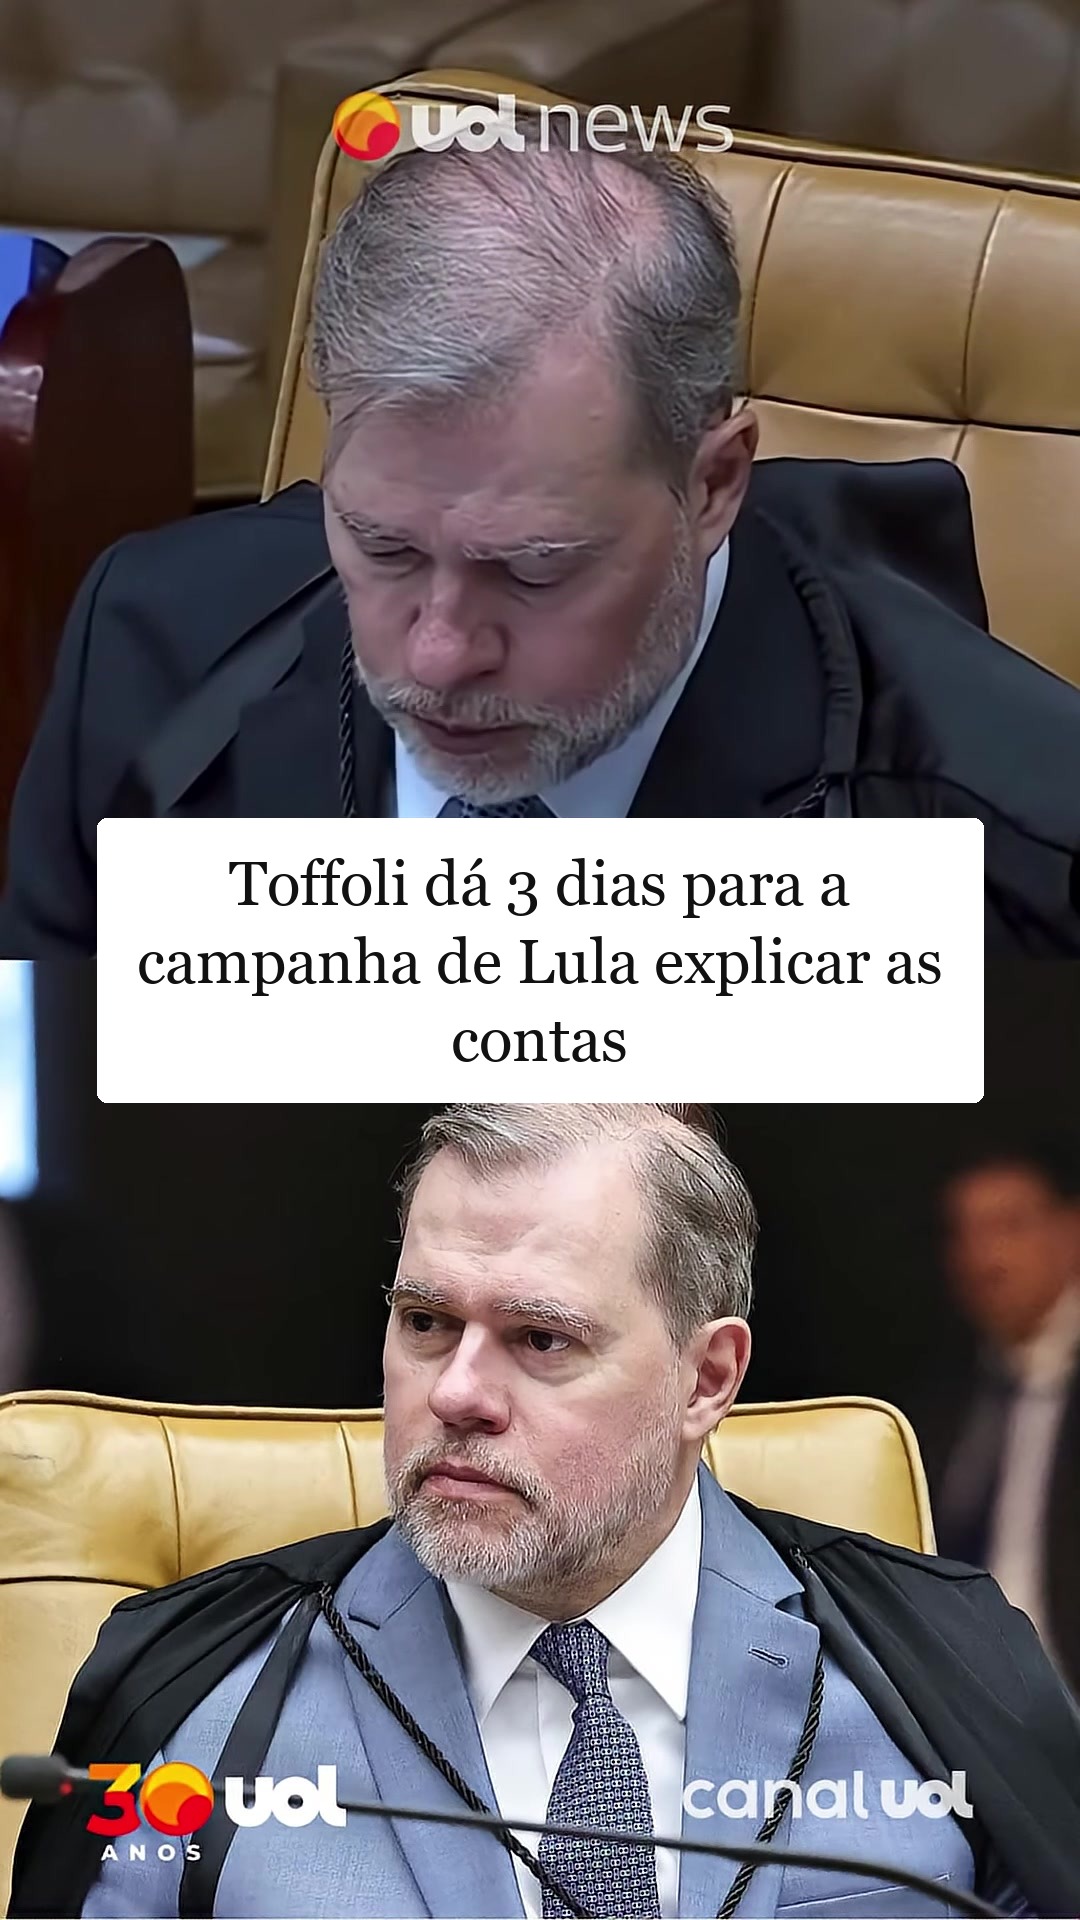 uol news
Toffoli dá 3 dias para a
campanha de Lula explicar as
contas
30 uol
ANOS
canal uol